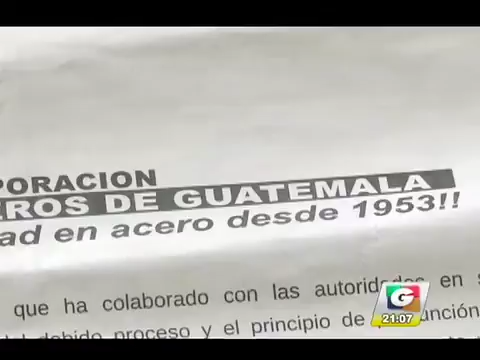 PORACION
ROS DE GUATEMALA
ad en acero desde 1953!!
que ha colaborado con las autoridades en
debido proceso y el principio de
G
21:07